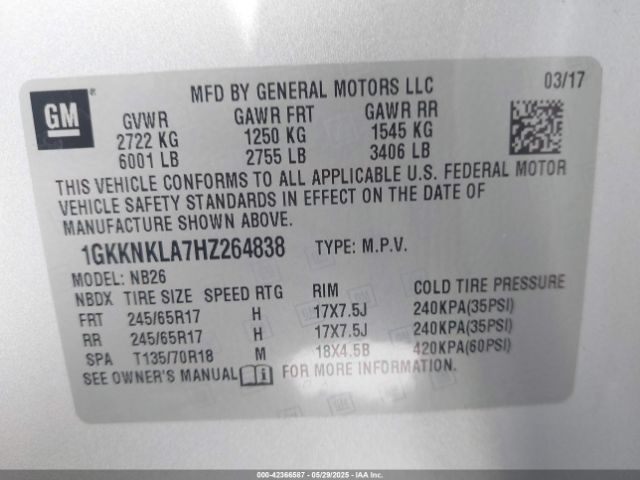 GM
MFD BY GENERAL MOTORS LLC 03/17
GVWR GAWR FRT GAWR RR
2722 KG 1250 KG 1545 KG
6001 LB 2755 LB 3406 LB
THIS VEHICLE CONFORMS TO ALL APPLICABLE U.S. FEDERAL MOTOR
VEHICLE SAFETY STANDARDS IN EFFECT ON THE DATE OF
MANUFACTURE SHOWN ABOVE.
1GKKNKLA7HZ264838 TYPE: M.P.V.
MODEL: NB26
NBDX TIRE SIZE SPEED RTG RIM COLD TIRE PRESSURE
FRT 245/65R17 H 17X7.5J 240KPA(35PSI)
RR 245/65R17 H 17X7.5J 240KPA(35PSI)
SPA T135/70R18 M 18X4.5B 420KPA(60PSI)
SEE OWNER'S MANUAL FOR MORE INFORMATION.
000-42366587 - 05/29/2025 - IAA Inc.